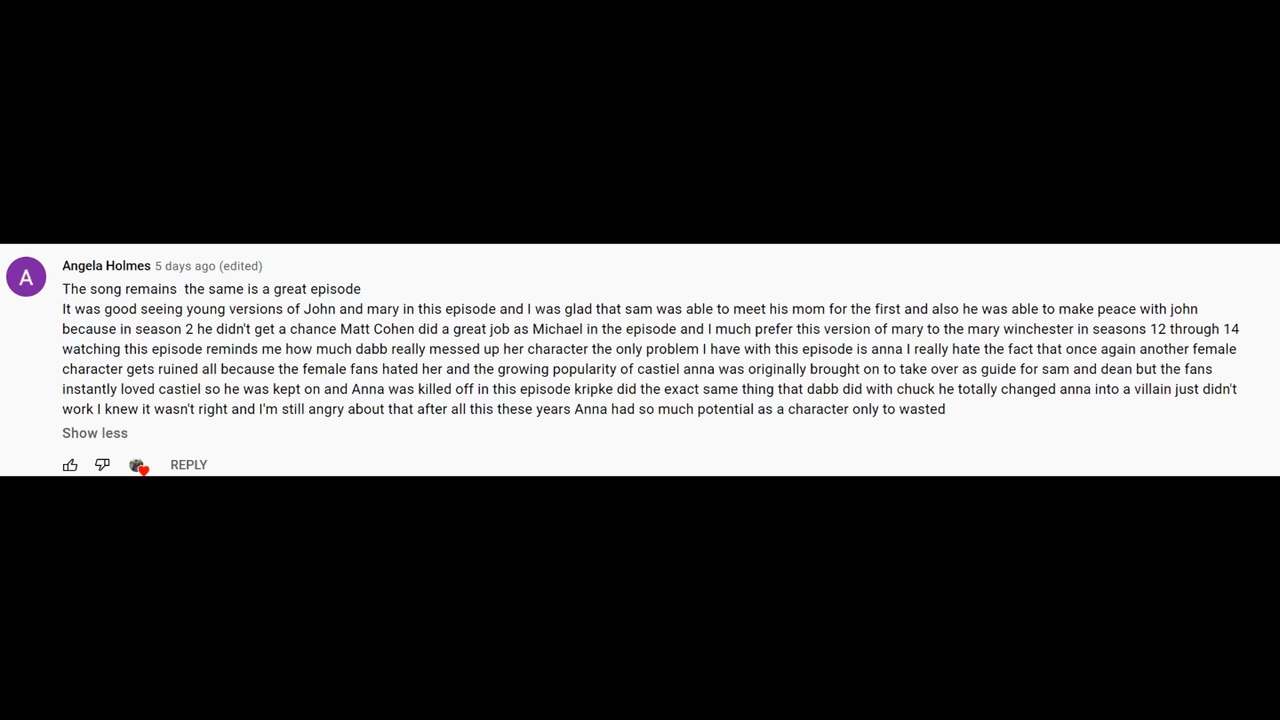 A
Angela Holmes 5 days ago (edited)
The song remains  the same is a great episode
It was good seeing young versions of John and mary in this episode and I was glad that sam was able to meet his mom for the first and also he was able to make peace with john
because in season 2 he didn't get a chance Matt Cohen did a great job as Michael in the episode and I much prefer this version of mary to the mary winchester in seasons 12 through 14
watching this episode reminds me how much dabb really messed up her character the only problem I have with this episode is anna I really hate the fact that once again another female
character gets ruined all because the female fans hated her and the growing popularity of castiel anna was originally brought on to take over as guide for sam and dean but the fans
instantly loved castiel so he was kept on and Anna was killed off in this episode kripke did the exact same thing that dabb did with chuck he totally changed anna into a villain just didn't
work I knew it wasn't right and I'm still angry about that after all this these years Anna had so much potential as a character only to wasted
Show less
REPLY